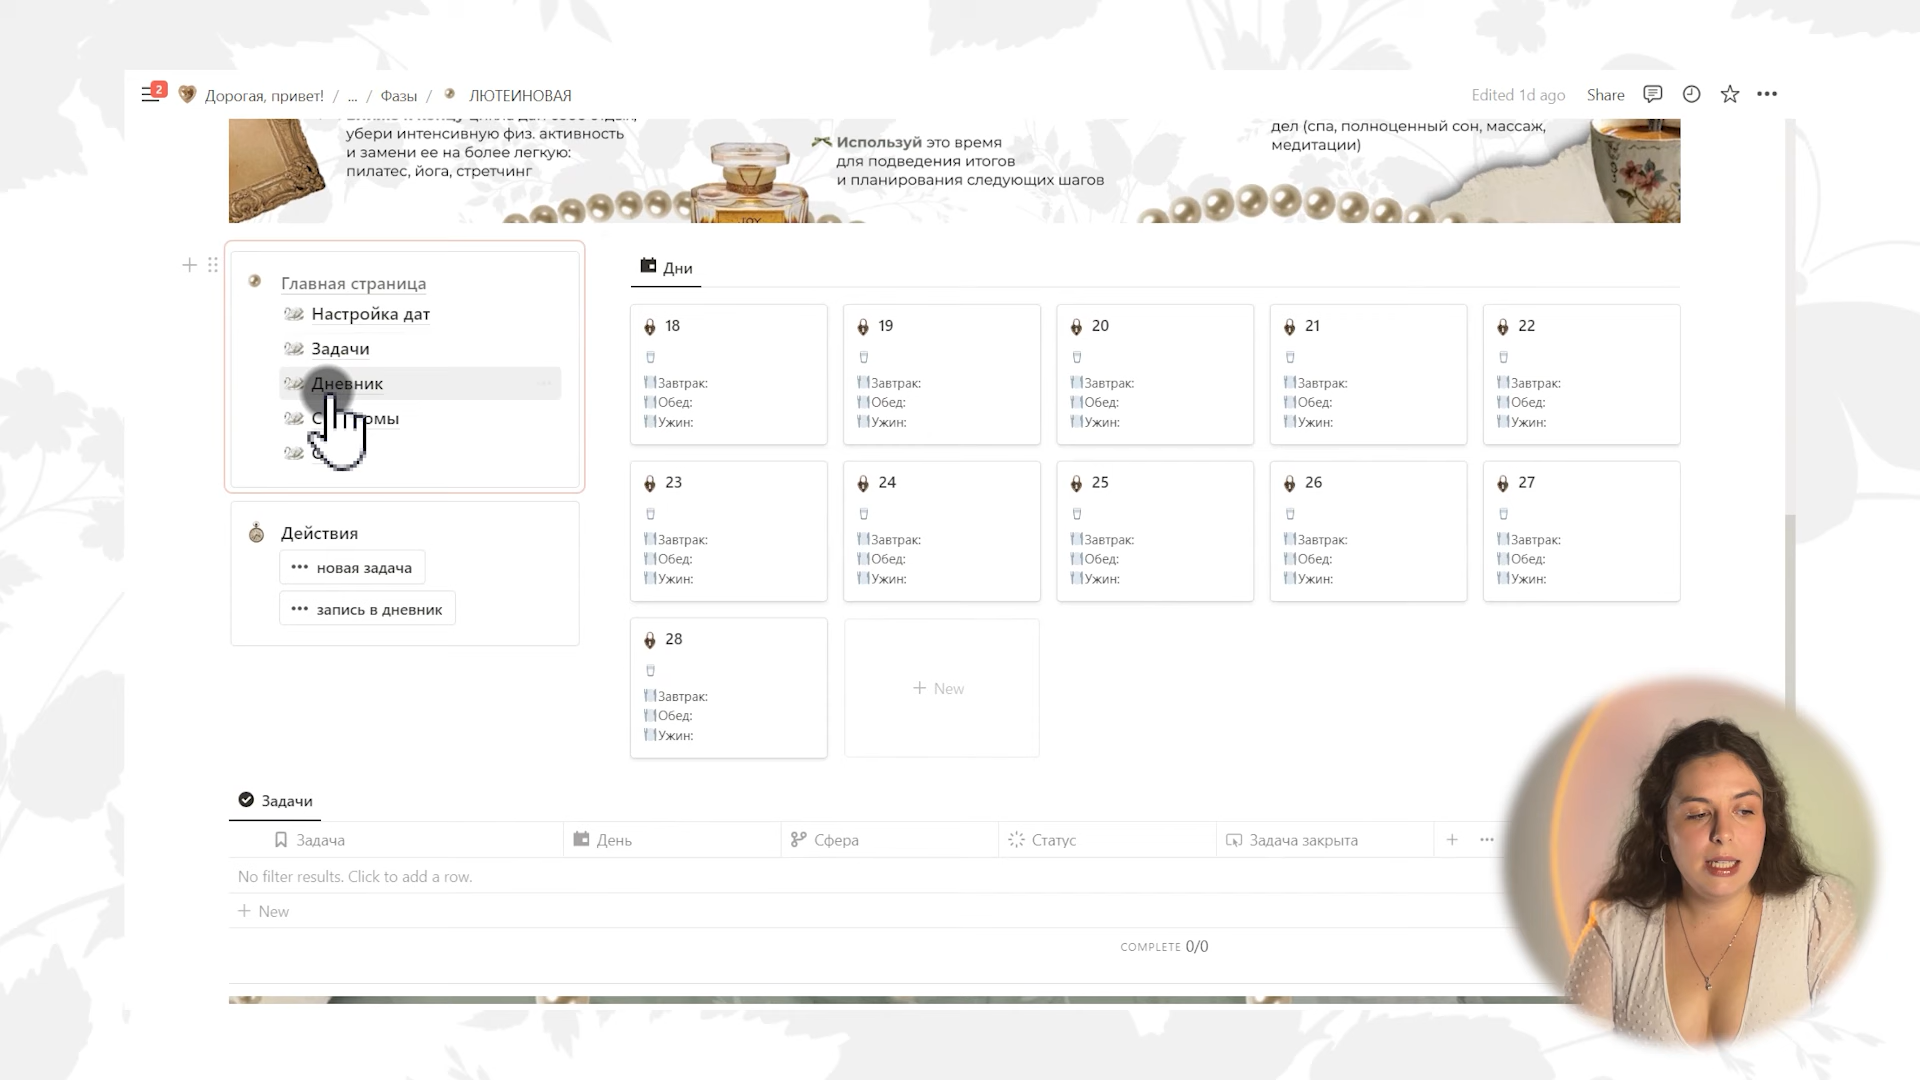 2
Дорогая, привет! / ... / Фазы / ЛЮТЕИНОВАЯ
Edited 1d ago
Share
убери интенсивную физ. активность
и замени ее на более легкую:
пилатес, йога, стретчинг
Используй это время
для подведения итогов
и планирования следующих шагов
дел (спа, полноценный сон, массаж,
медитации)
JOY
Главная страница
Настройка дат
Задачи
Дневник
Действия
новая задача
запись в дневник
Дни
18
Завтрак:
Обед:
Ужин:
19
Завтрак:
Обед:
Ужин:
20
Завтрак:
Обед:
Ужин:
21
Завтрак:
Обед:
Ужин:
22
Завтрак:
Обед:
Ужин:
23
Завтрак:
Обед:
Ужин:
24
Завтрак:
Обед:
Ужин:
25
Завтрак:
Обед:
Ужин:
26
Завтрак:
Обед:
Ужин:
27
Завтрак:
Обед:
Ужин:
28
Завтрак:
Обед:
Ужин:
+ New
Задачи
Задача
День
Сфера
Статус
Задача закрыта
No filter results. Click to add a row.
+ New
COMPLETE 0/0